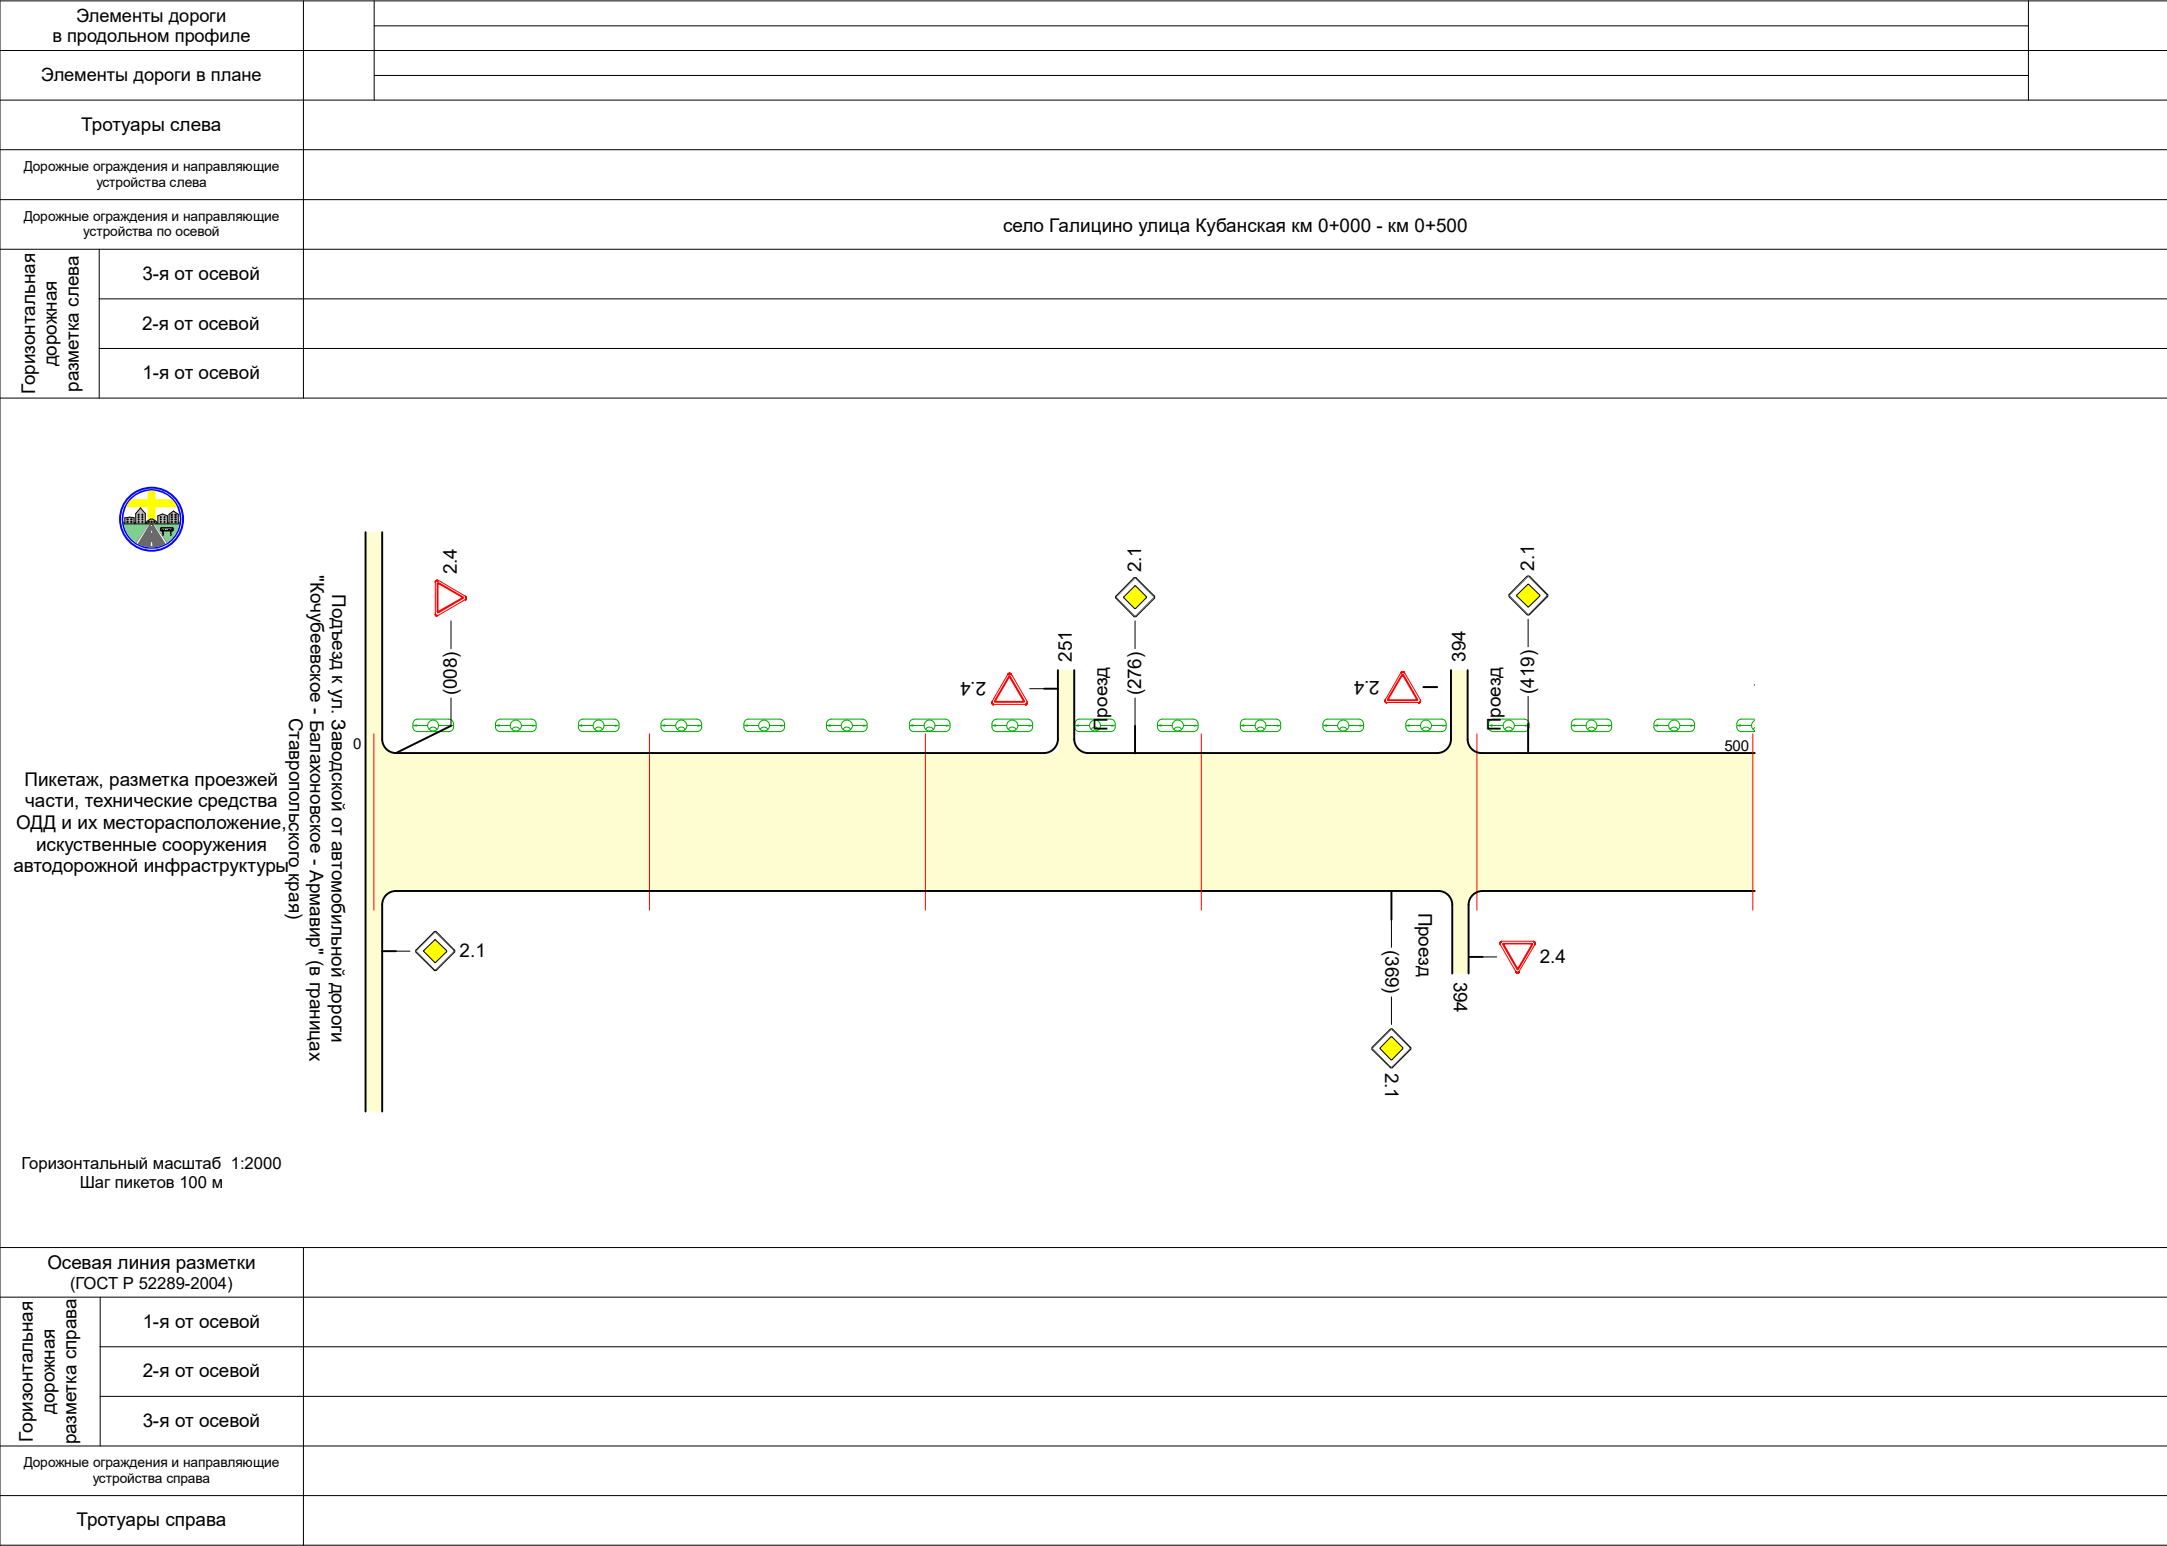 Элементы дороги
в продольном профиле
Элементы дороги в плане
Тротуары слева
Дорожные ограждения и направляющие
устройства слева
Дорожные ограждения и направляющие
устройства по осевой
село Галицино улица Кубанская км 0+000 - км 0+500
Горизонтальная
дорожная
разметка слева
3-я от осевой
2-я от осевой
1-я от осевой
Пикетаж, разметка проезжей
части, технические средства
ОДД и их месторасположение,
искуственные сооружения
автодорожной инфраструктуры
Подъезд к ул. Заводской от автомобильной дороги
"Кочубеевское - Балахоновское - Армавир" (в границах
Ставропольского края)
0
2.4
(008)
2.1
2.4
251
Проезд
2.1
(276)
2.4
394
Проезд
2.1
(419)
500
(369)
2.1
Проезд
394
2.4
Горизонтальный масштаб 1:2000
Шаг пикетов 100 м
Осевая линия разметки
(ГОСТ Р 52289-2004)
Горизонтальная
дорожная
разметка справа
1-я от осевой
2-я от осевой
3-я от осевой
Дорожные ограждения и направляющие
устройства справа
Тротуары справа